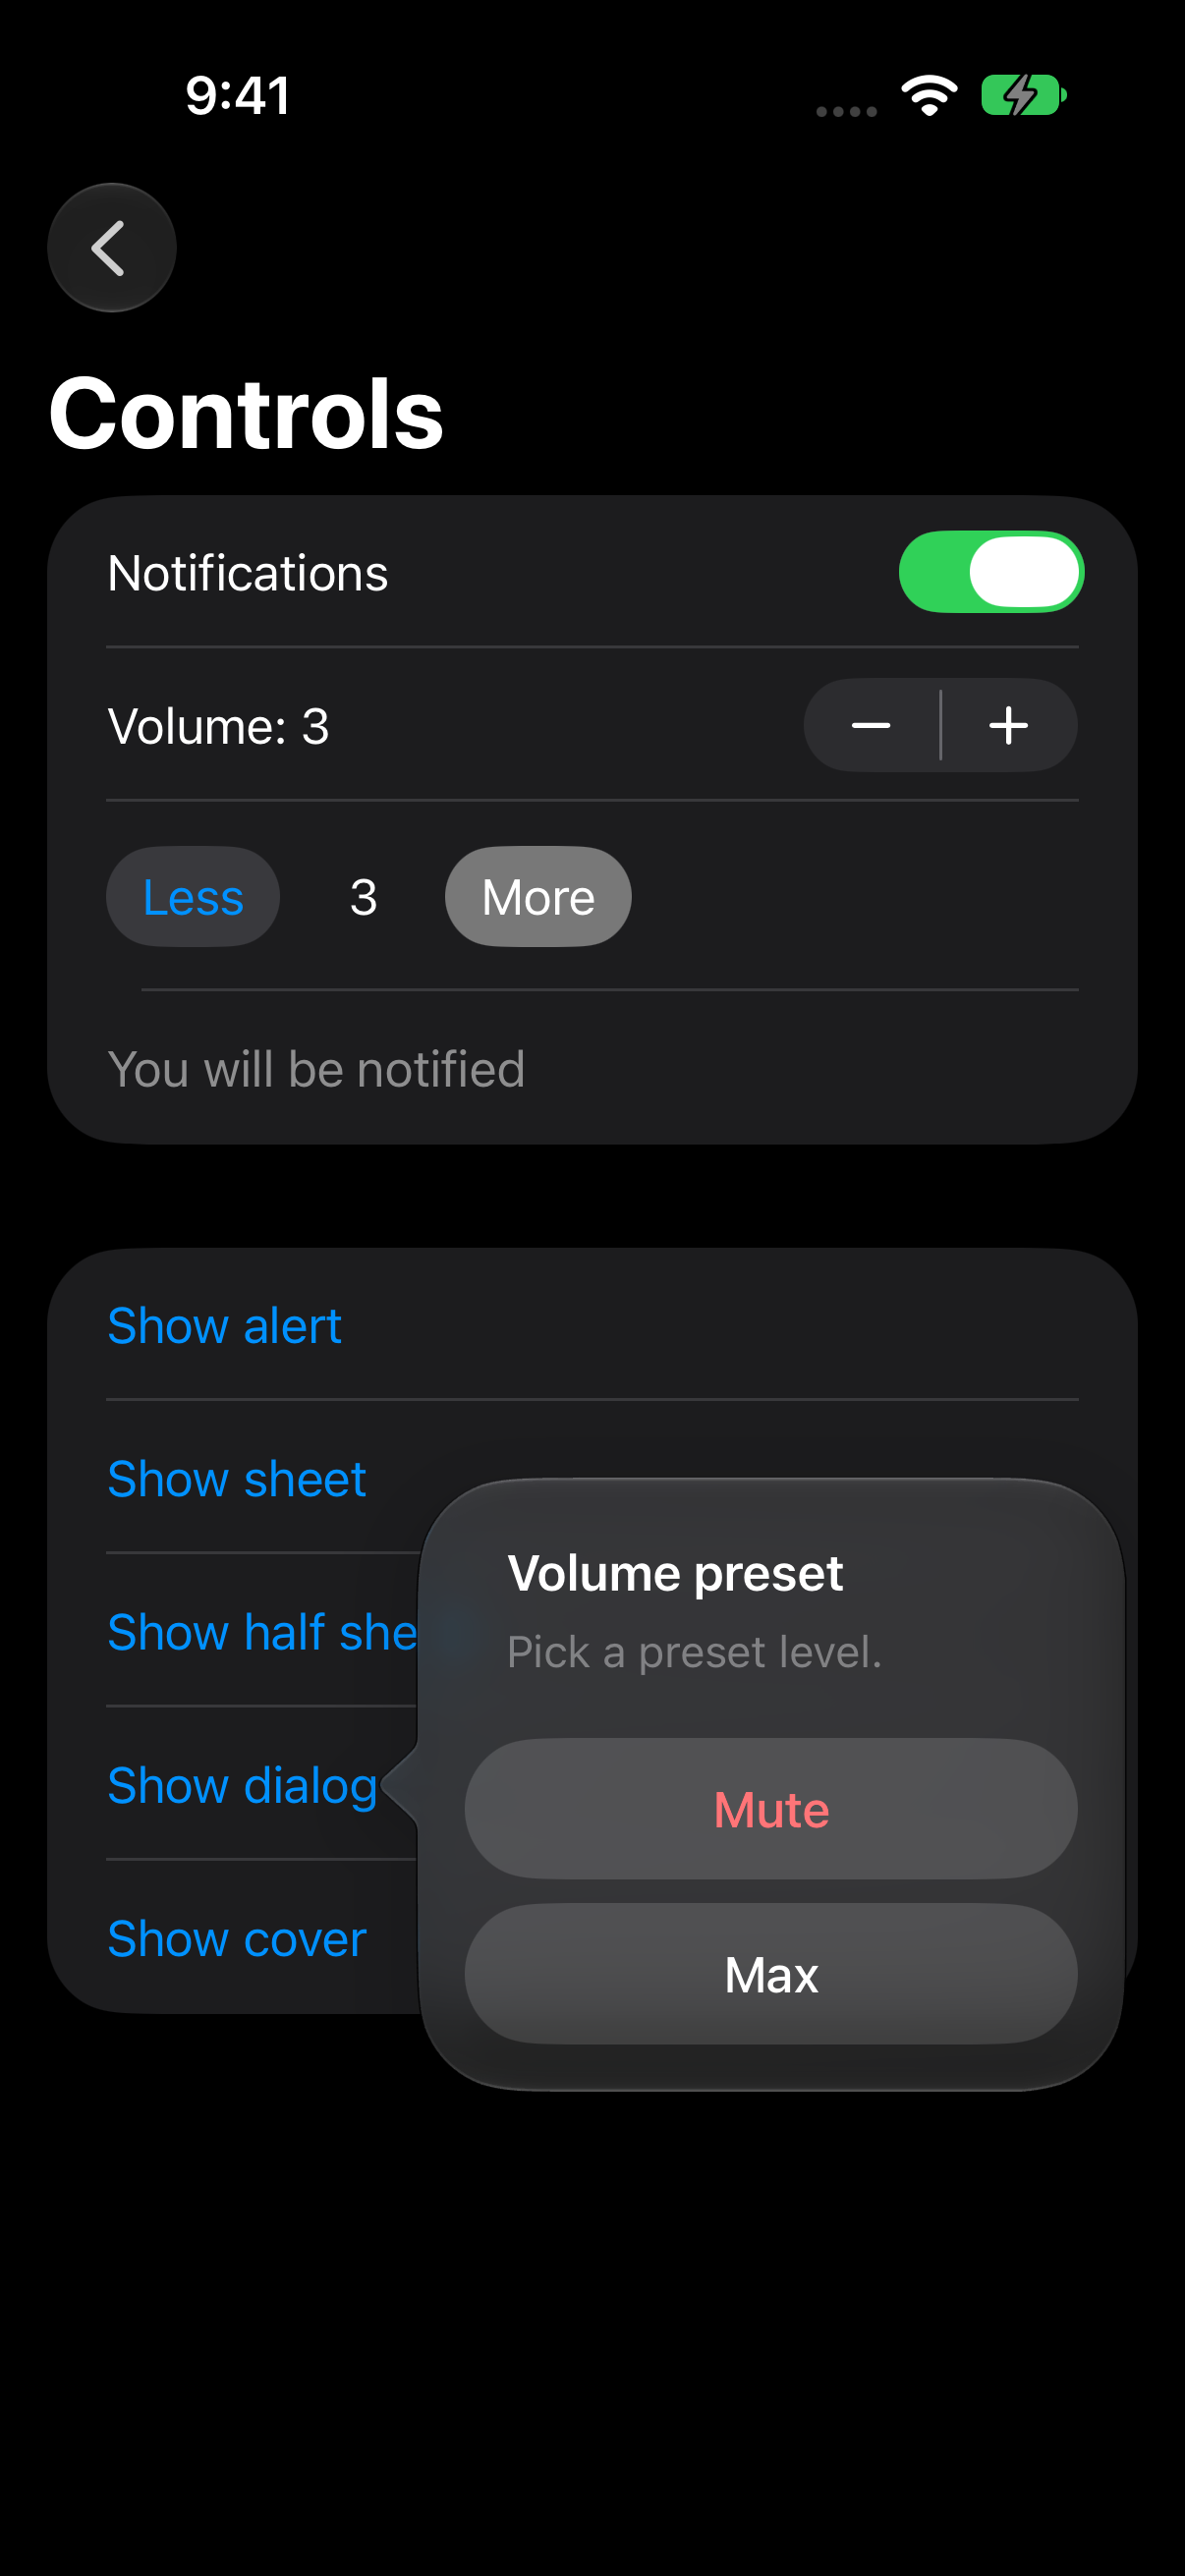 9:41
Controls
Notifications
Volume: 3
Less 3 More
You will be notified
Show alert
Show sheet
Show half she
Show dialog
Show cover
Volume preset
Pick a preset level.
Mute
Max